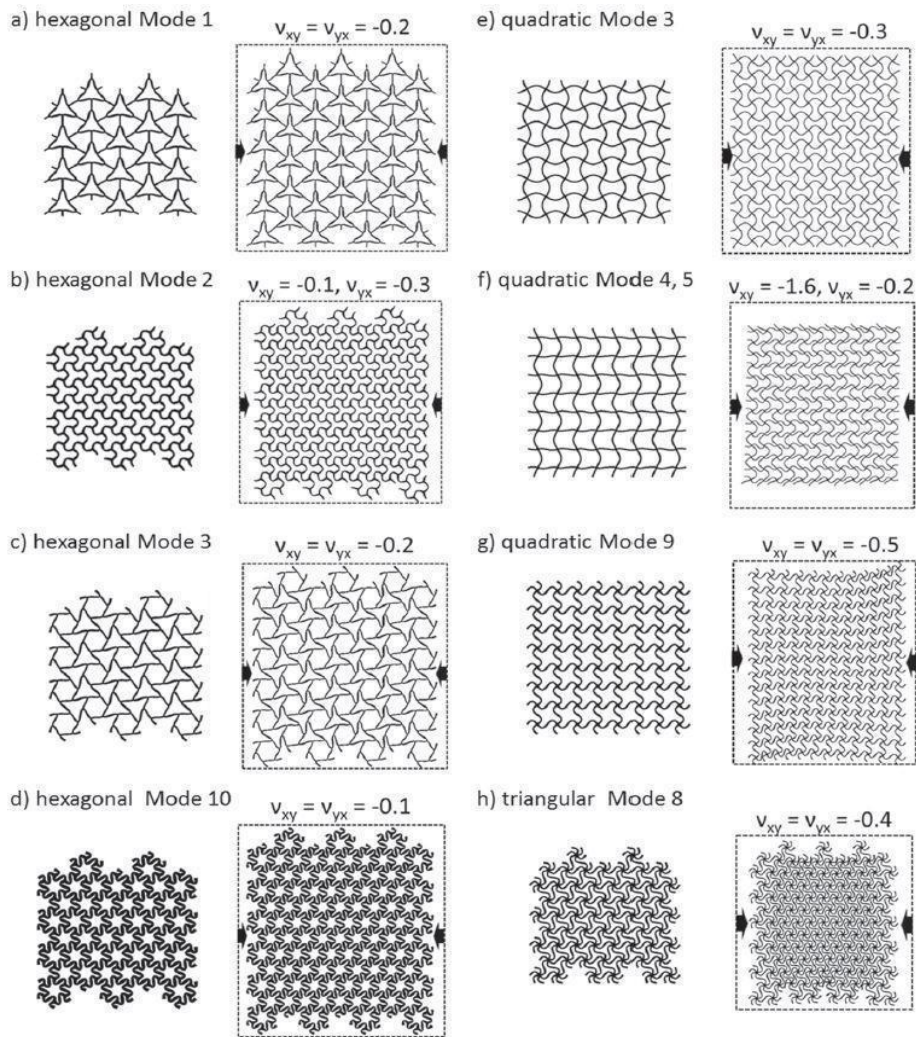 a) hexagonal Mode 1
ν_xy = ν_yx = -0.2
e) quadratic Mode 3
ν_xy = ν_yx = -0.3
b) hexagonal Mode 2
ν_xy = -0.1, ν_yx = -0.3
f) quadratic Mode 4, 5
ν_xy = -1.6, ν_yx = -0.2
c) hexagonal Mode 3
ν_xy = ν_yx = -0.2
g) quadratic Mode 9
ν_xy = ν_yx = -0.5
d) hexagonal Mode 10
ν_xy = ν_yx = -0.1
h) triangular Mode 8
ν_xy = ν_yx = -0.4